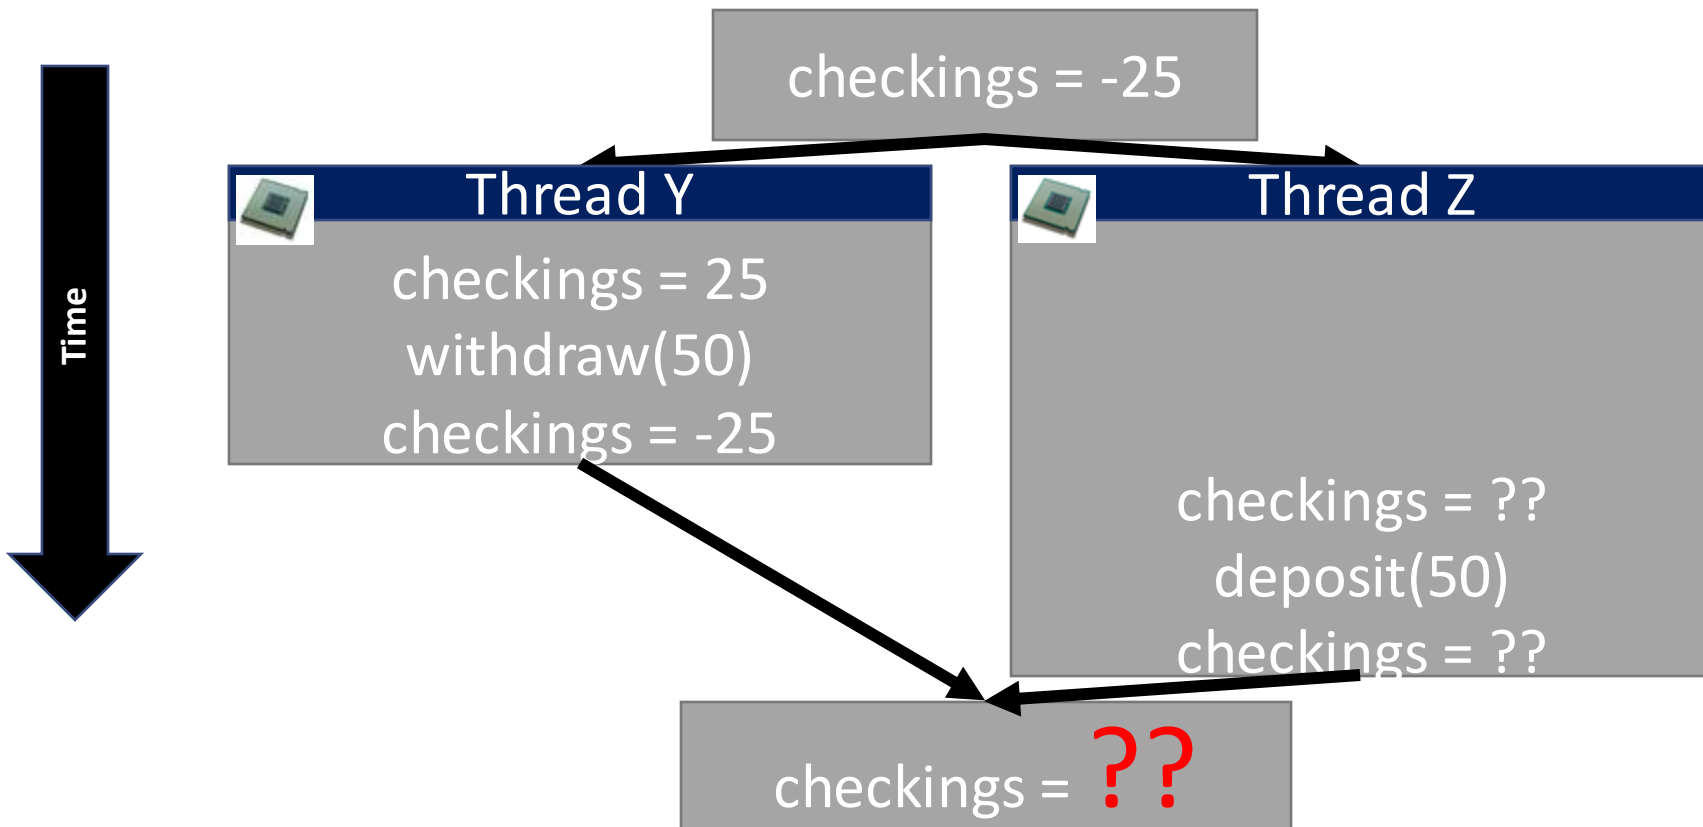 checkings = -25
Time
Thread Y
checkings = 25
withdraw(50)
checkings = -25
Thread Z
checkings = ??
deposit(50)
checkings = ??
checkings = ??